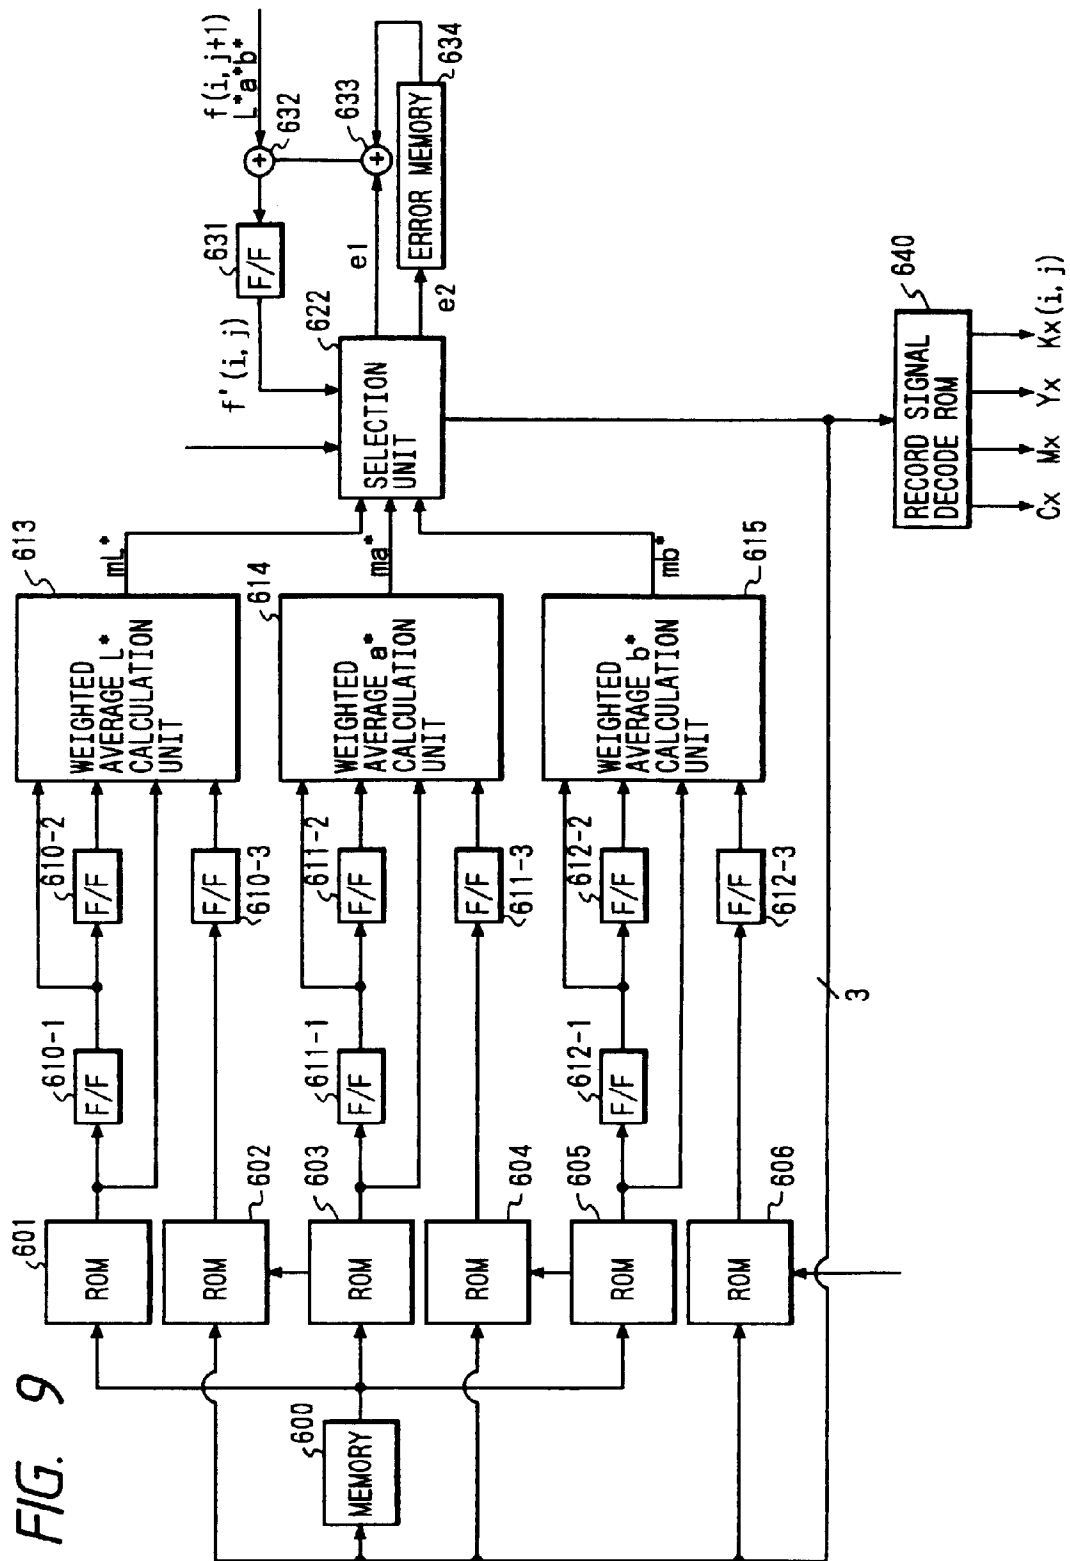 FIG. 9
600
MEMORY
601
ROM
602
ROM
603
ROM
604
ROM
605
ROM
606
ROM
610-1
F/F
610-2
F/F
F/F
610-3
611-1
F/F
611-2
F/F
F/F
611-3
612-1
F/F
612-2
F/F
F/F
612-3
613
WEIGHTED
AVERAGE L*
CALCULATION
UNIT
614
WEIGHTED
AVERAGE a*
CALCULATION
UNIT
615
WEIGHTED
AVERAGE b*
CALCULATION
UNIT
mL*
ma*
mb*
622
SELECTION
UNIT
f'(i, j)
631
F/F
f(i, j+1)
L*a*b*
632
+
633
+
e1
e2
ERROR MEMORY
634
3
640
RECORD SIGNAL
DECODE ROM
Cx Mx Yx Kx(i, j)